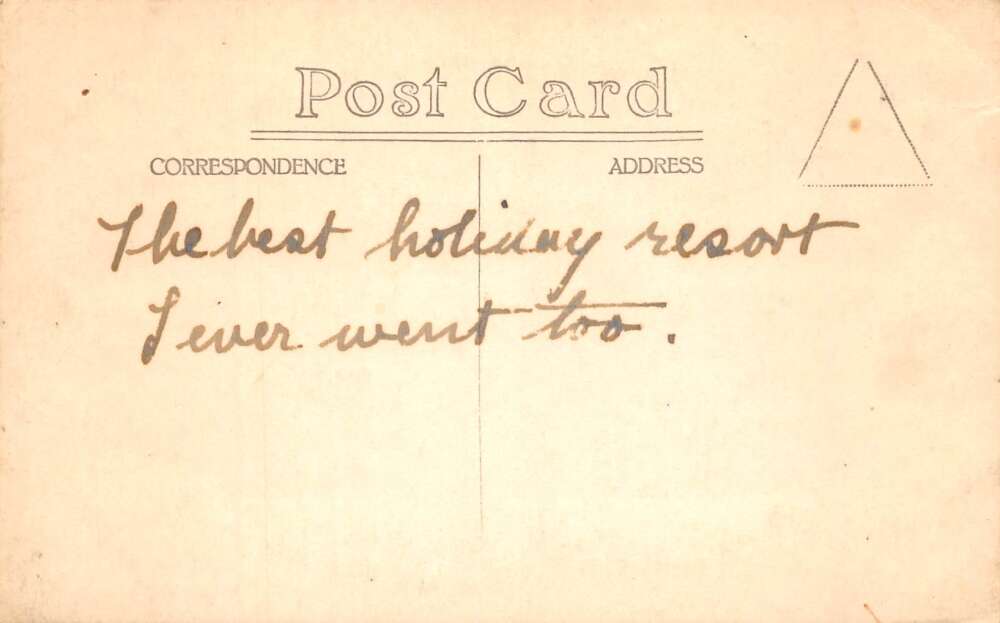 Post Card
CORRESPONDENCE ADDRESS
The best holiday resort
I ever went too.